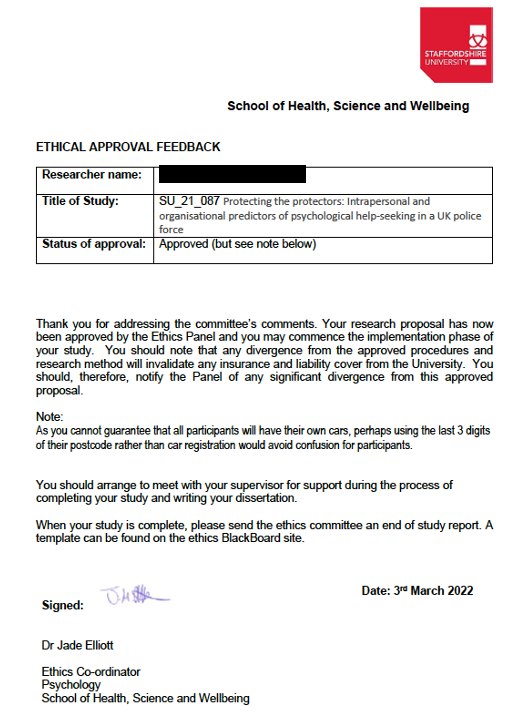 STAFFORDSHIRE
UNIVERSITY
School of Health, Science and Wellbeing
ETHICAL APPROVAL FEEDBACK
Researcher name:
Title of Study: SU_21_087 Protecting the protectors: Intrapersonal and
organisational predictors of psychological help-seeking in a UK police
force
Status of approval: Approved (but see note below)
Thank you for addressing the committee's comments. Your research proposal has now
been approved by the Ethics Panel and you may commence the implementation phase of
your study. You should note that any divergence from the approved procedures and
research method will invalidate any insurance and liability cover from the University. You
should, therefore, notify the Panel of any significant divergence from this approved
proposal.
Note:
As you cannot guarantee that all participants will have their own cars, perhaps using the last 3 digits
of their postcode rather than car registration would avoid confusion for participants.
You should arrange to meet with your supervisor for support during the process of
completing your study and writing your dissertation.
When your study is complete, please send the ethics committee an end of study report. A
template can be found on the ethics BlackBoard site.
Date: 3rd March 2022
Signed:
Dr Jade Elliott
Ethics Co-ordinator
Psychology
School of Health, Science and Wellbeing